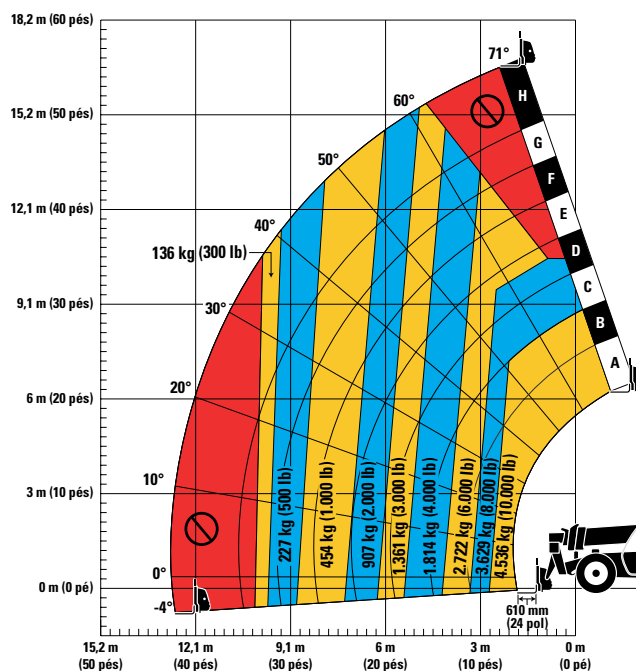 18,2 m (60 pés)
71°
H
60°
15,2 m (50 pés)
G
50°
F
12,1 m (40 pés)
E
40°
136 kg (300 lb)
D
C
9,1 m (30 pés)
30°
B
A
6 m (20 pés)
20°
3 m (10 pés)
10°
227 kg (500 lb)
454 kg (1.000 lb)
907 kg (2.000 lb)
1.361 kg (3.000 lb)
1.814 kg (4.000 lb)
2.722 kg (6.000 lb)
3.629 kg (8.000 lb)
4.536 kg (10.000 lb)
0°
0 m (0 pé)
-4°
610 mm
(24 pol)
15,2 m
(50 pés)
12,1 m
(40 pés)
9,1 m
(30 pés)
6 m
(20 pés)
3 m
(10 pés)
0 m
(0 pé)